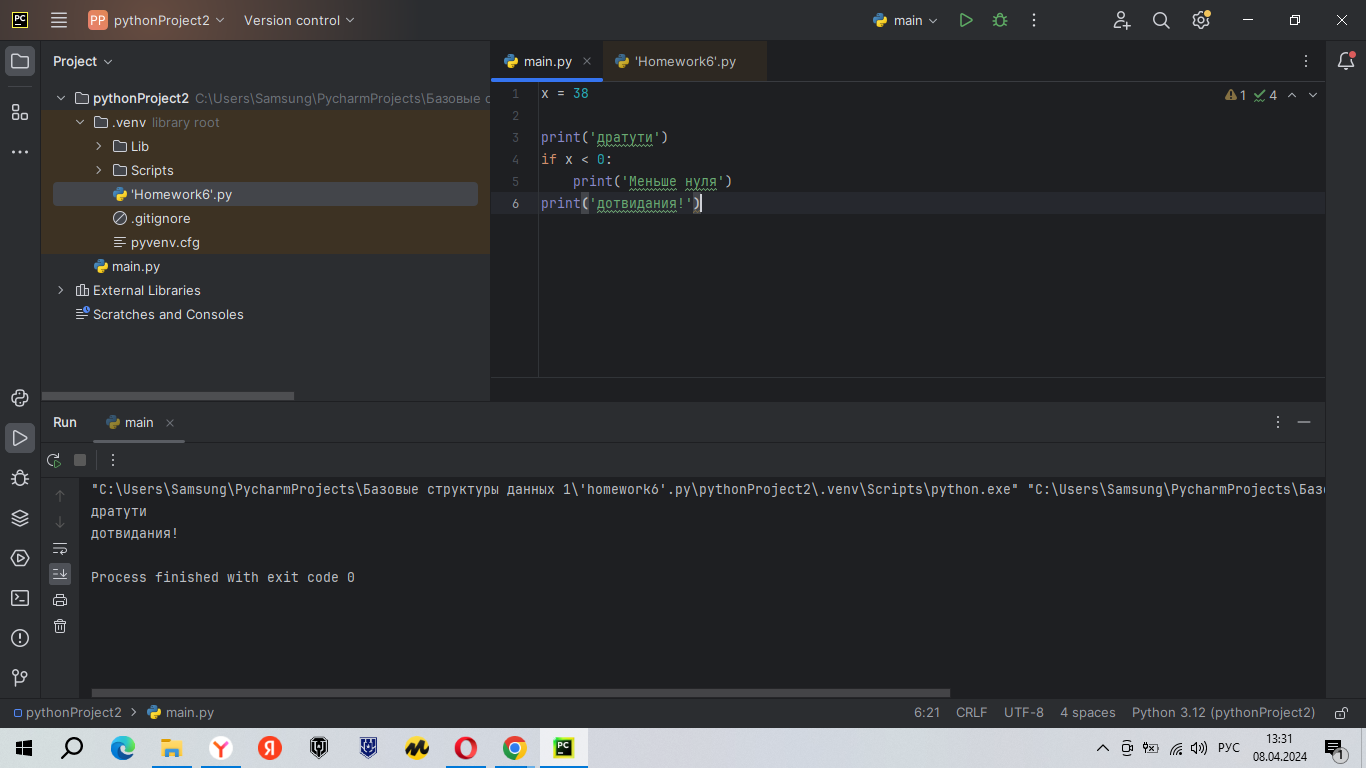 PC
PP pythonProject2 Version control main
Project
main.py 'Homework6'.py
pythonProject2 C:\Users\Samsung\PycharmProjects\Базовые с
.venv library root
Lib
Scripts
'Homework6'.py
.gitignore
pyvenv.cfg
main.py
External Libraries
Scratches and Consoles
1 x = 38
1 4
2
3 print('дратути')
4 if x < 0:
5 print('Меньше нуля')
6 print('дотвидания!')
Run main
"C:\Users\Samsung\PycharmProjects\Базовые структуры данных 1\'homework6'.py\pythonProject2\.venv\Scripts\python.exe" "C:\Users\Samsung\PycharmProjects\Базо
дратути
дотвидания!
Process finished with exit code 0
pythonProject2 main.py 6:21 CRLF UTF-8 4 spaces Python 3.12 (pythonProject2)
Я PC РУС 13:31
08.04.2024 1